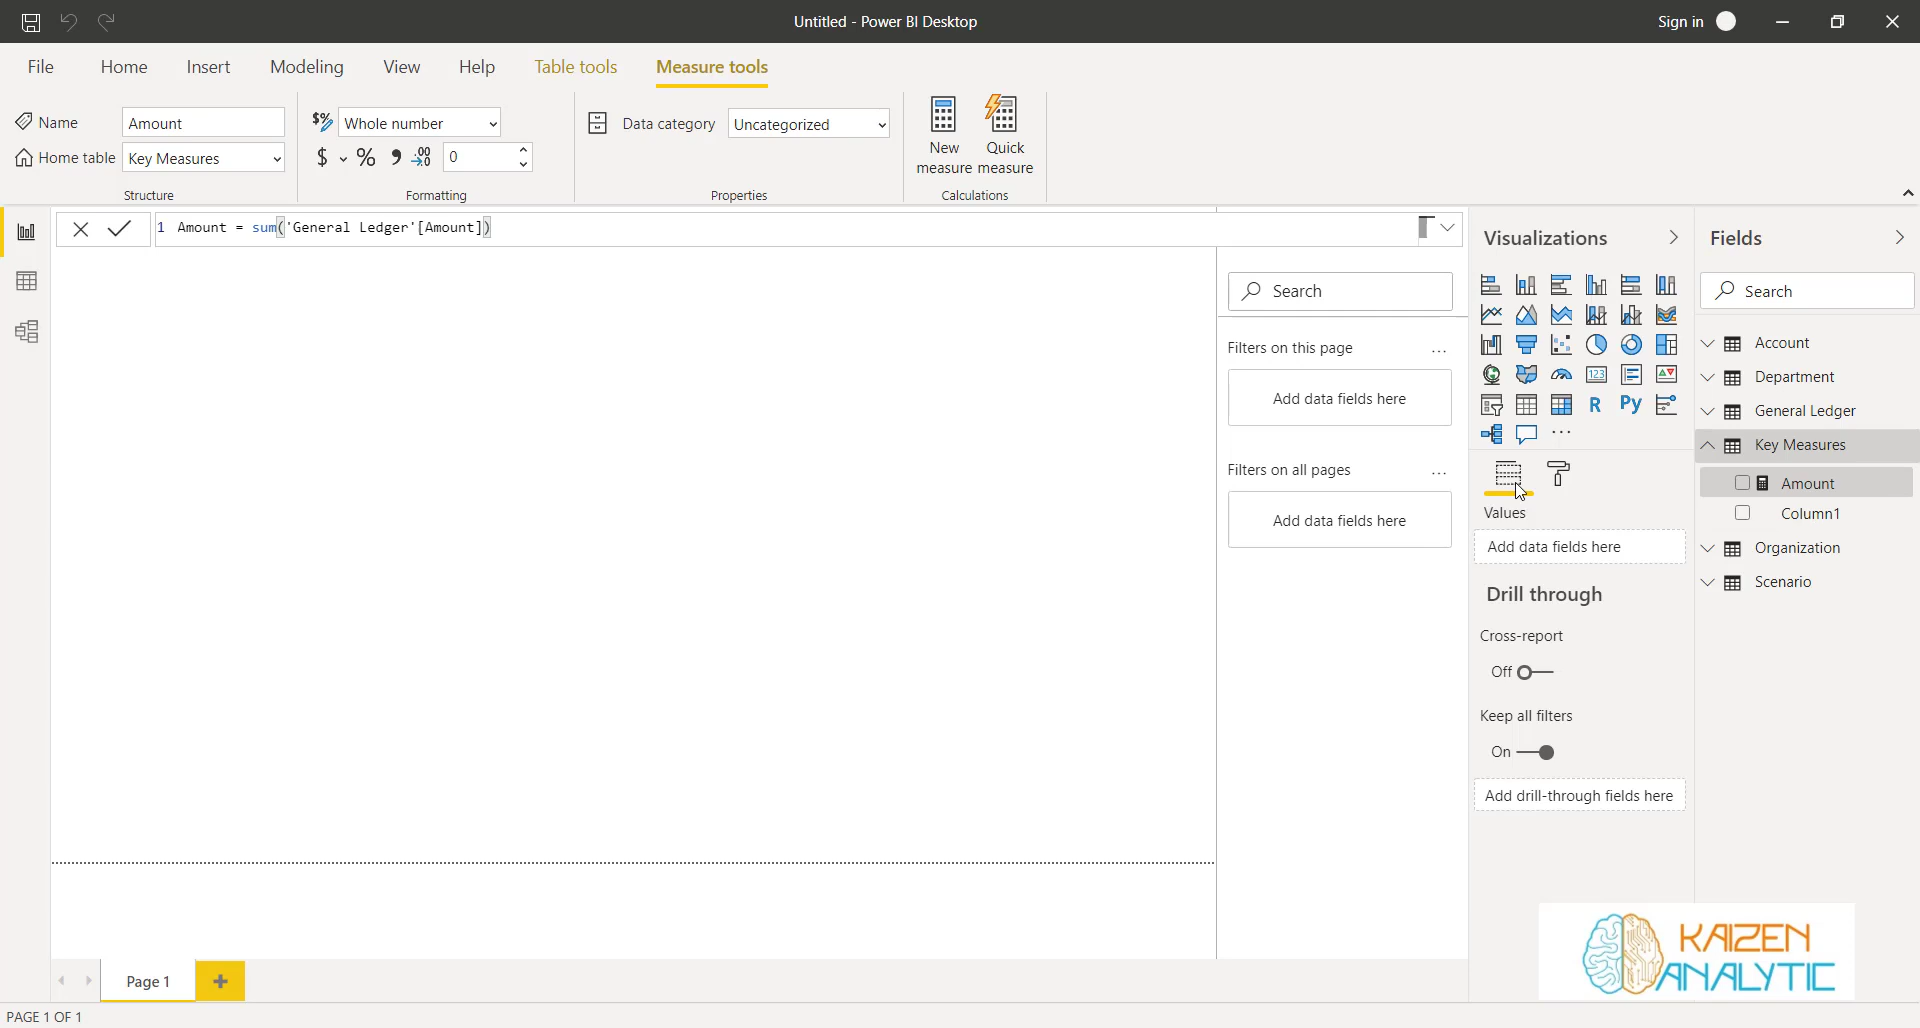 Untitled - Power BI Desktop
Sign in
File Home Insert Modeling View Help Table tools Measure tools
Name Amount
Home table Key Measures
Structure
Whole number
$ % 9 .00 0
Formatting
Data category Uncategorized
Properties
New measure
Quick measure
Calculations
1 Amount = sum('General Ledger'[Amount])
Search
Filters on this page ...
Add data fields here
Filters on all pages ...
Add data fields here
Visualizations
123
R Py
...
Values
Add data fields here
Drill through
Cross-report
Off
Keep all filters
On
Add drill-through fields here
Fields
Search
Account
Department
General Ledger
Key Measures
Amount
Column1
Organization
Scenario
KAIZEN
ANALYTIC
Page 1
PAGE 1 OF 1